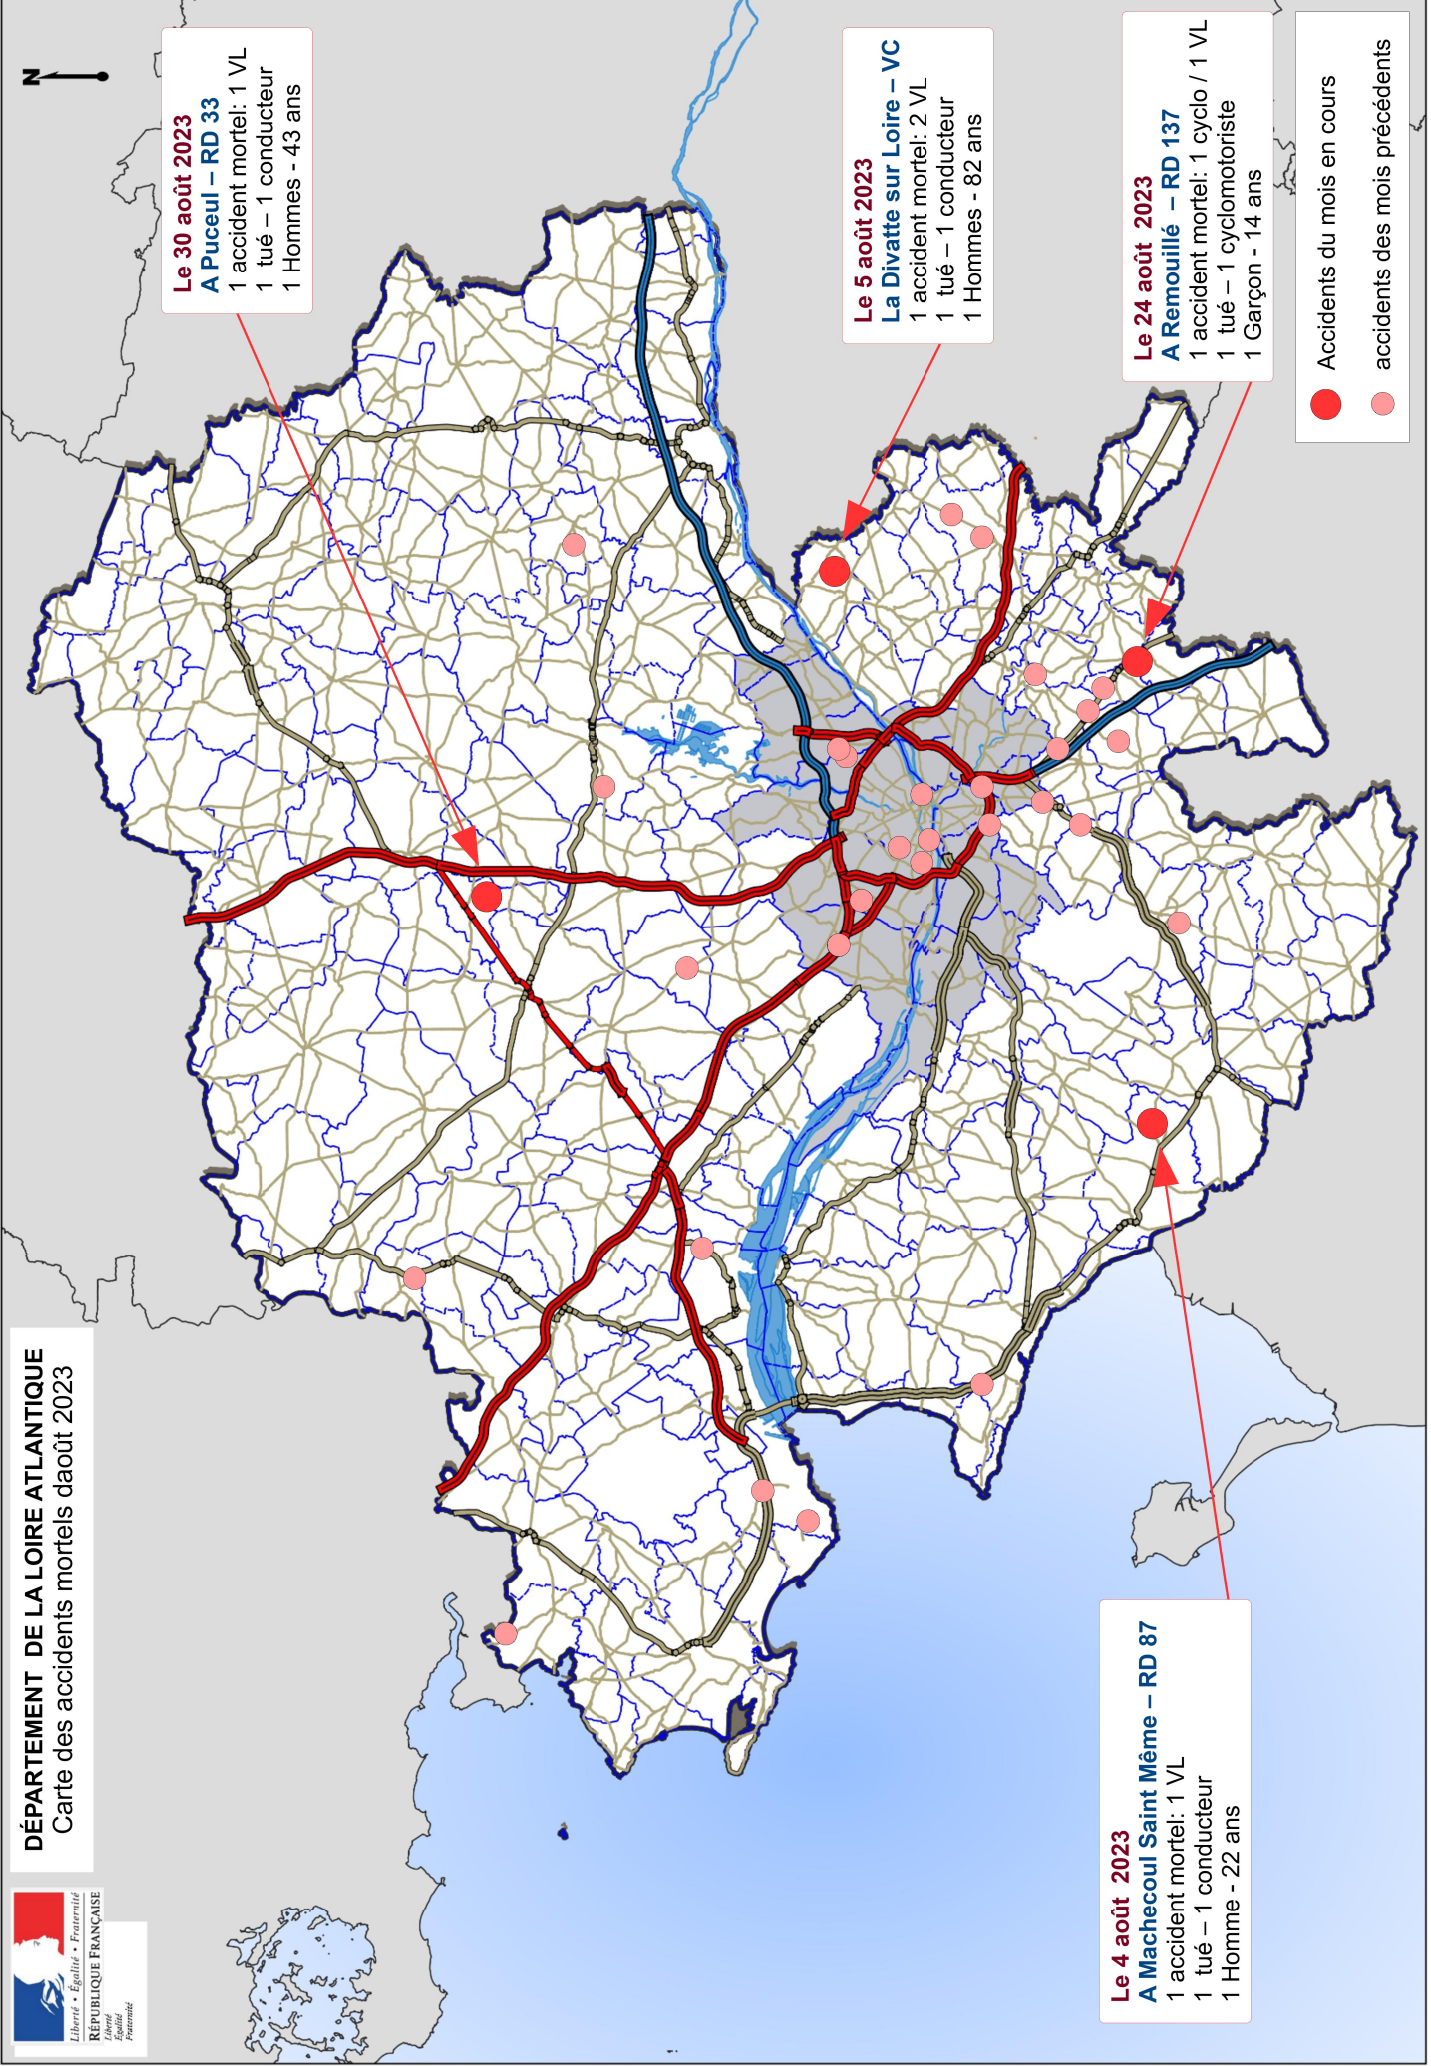 Liberté • Égalité • Fraternité
RÉPUBLIQUE FRANÇAISE
Liberté
Égalité
Fraternité
DÉPARTEMENT DE LA LOIRE ATLANTIQUE
Carte des accidents mortels daoût 2023
N
Le 30 août 2023
A Puceul – RD 33
1 accident mortel: 1 VL
1 tué – 1 conducteur
1 Hommes - 43 ans
Le 5 août 2023
La Divatte sur Loire – VC
1 accident mortel: 2 VL
1 tué – 1 conducteur
1 Hommes - 82 ans
Le 4 août 2023
A Machecoul Saint Même – RD 87
1 accident mortel: 1 VL
1 tué – 1 conducteur
1 Homme - 22 ans
Le 24 août 2023
A Remouillé – RD 137
1 accident mortel: 1 cyclo / 1 VL
1 tué – 1 cyclomotoriste
1 Garçon - 14 ans
Accidents du mois en cours
accidents des mois précédents